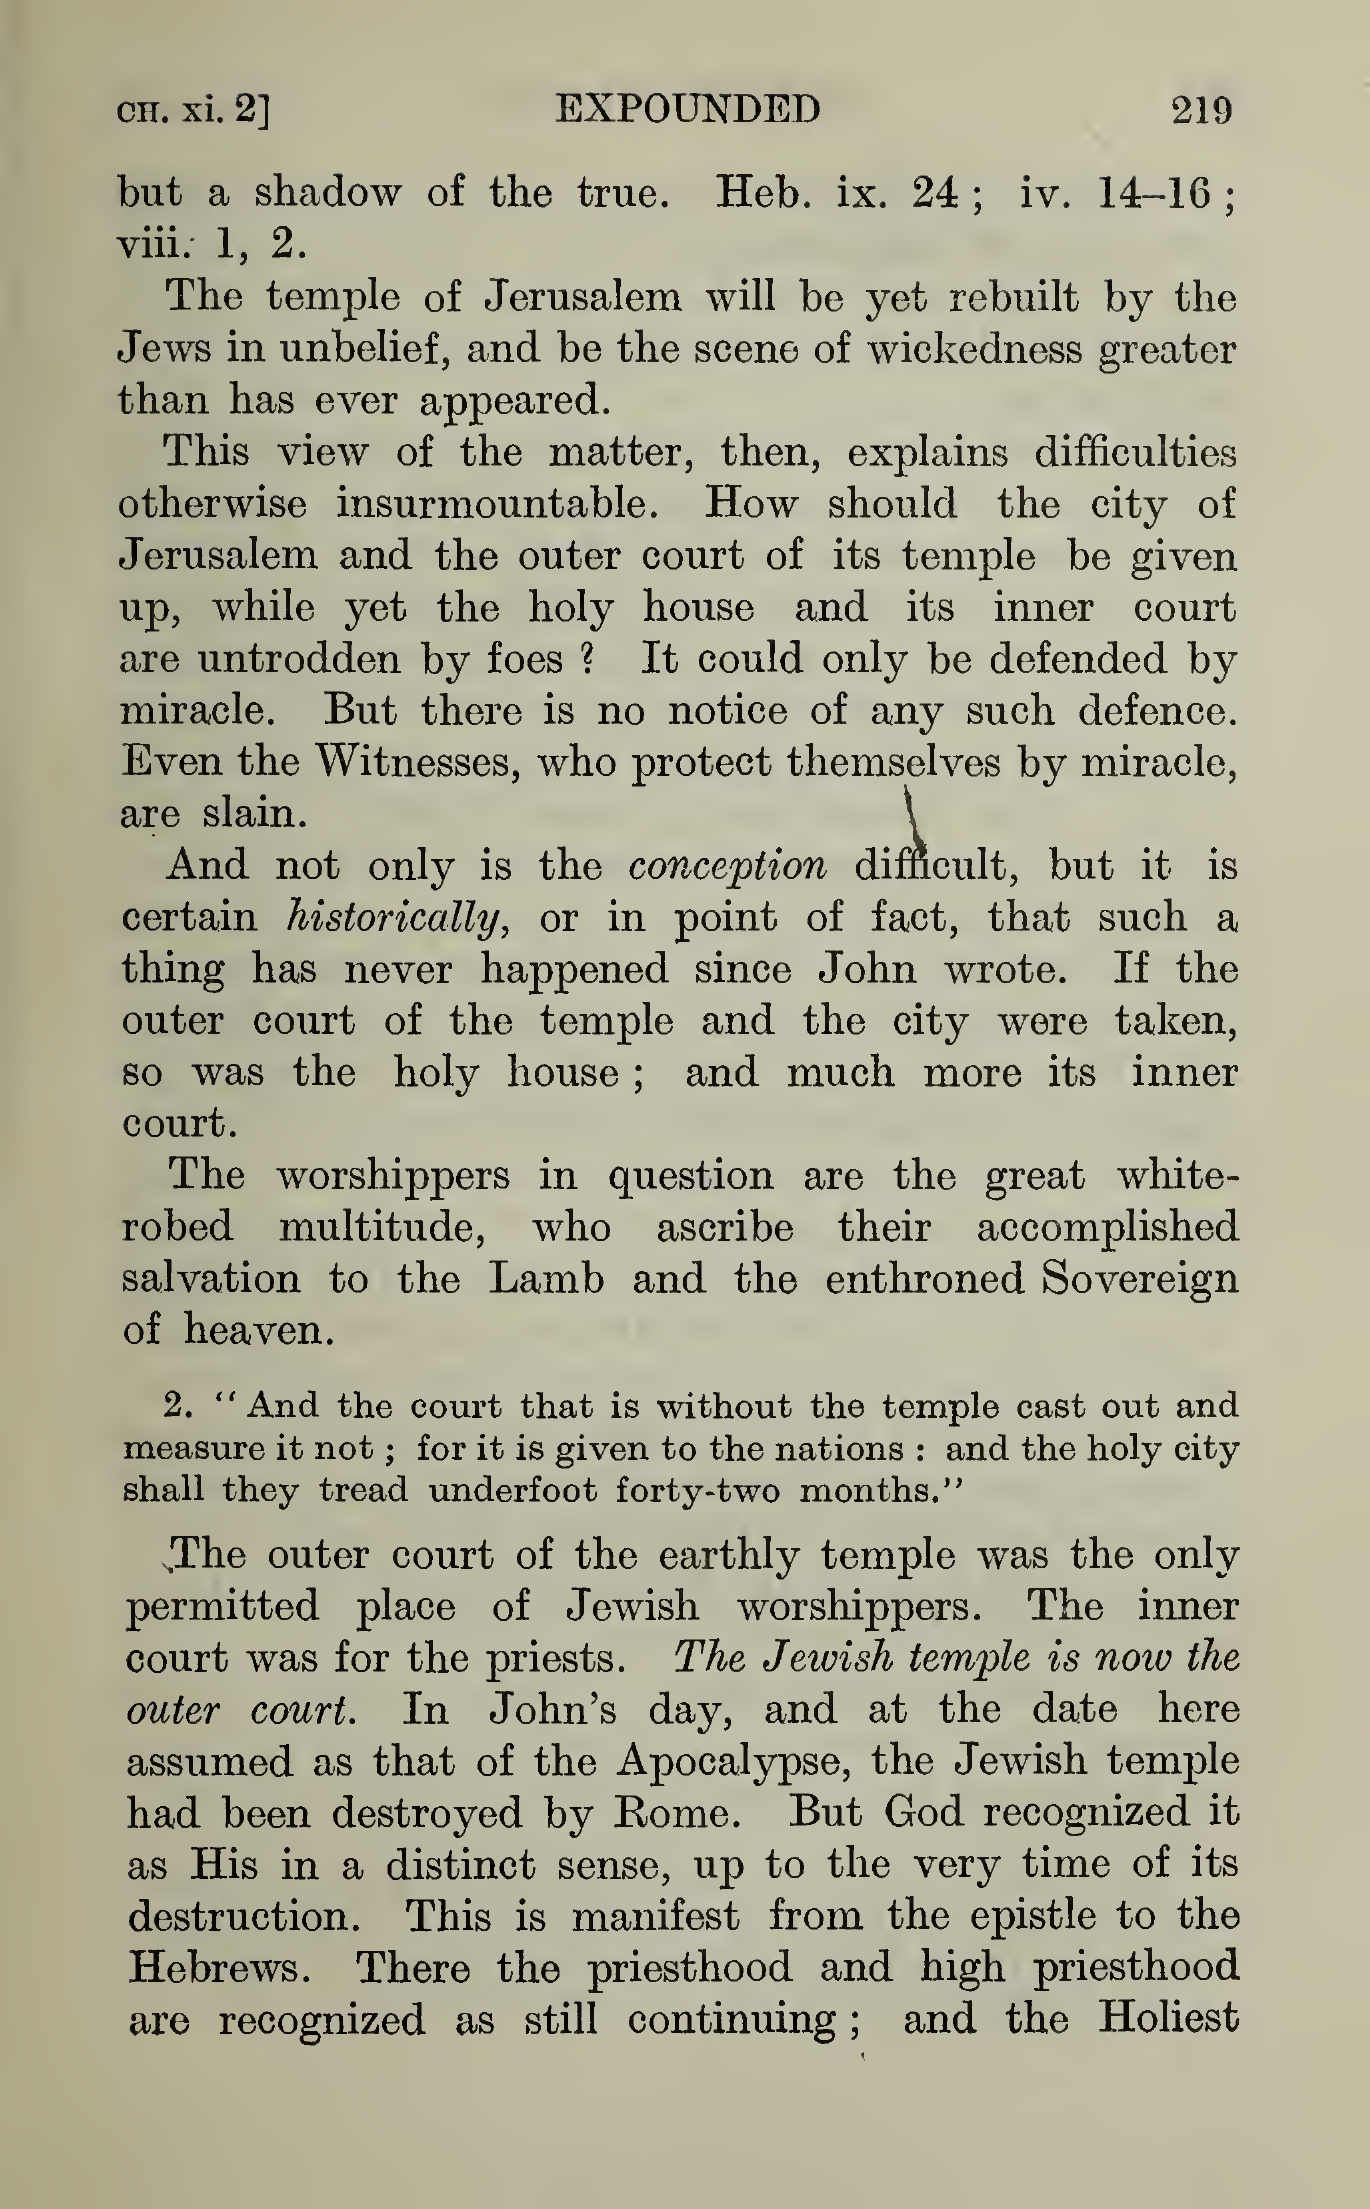 CH. xi. 2] EXPOUNDED 219
but a shadow of the true. Heb. ix. 24 ; iv. 14–16 ;
viii. 1, 2.
The temple of Jerusalem will be yet rebuilt by the
Jews in unbelief, and be the scene of wickedness greater
than has ever appeared.
This view of the matter, then, explains difficulties
otherwise insurmountable. How should the city of
Jerusalem and the outer court of its temple be given
up, while yet the holy house and its inner court
are untrodden by foes ? It could only be defended by
miracle. But there is no notice of any such defence.
Even the Witnesses, who protect themselves by miracle,
are slain.
And not only is the conception difficult, but it is
certain historically, or in point of fact, that such a
thing has never happened since John wrote. If the
outer court of the temple and the city were taken,
so was the holy house ; and much more its inner
court.
The worshippers in question are the great white-
robed multitude, who ascribe their accomplished
salvation to the Lamb and the enthroned Sovereign
of heaven.
2. “And the court that is without the temple cast out and
measure it not ; for it is given to the nations : and the holy city
shall they tread underfoot forty-two months.”
The outer court of the earthly temple was the only
permitted place of Jewish worshippers. The inner
court was for the priests. The Jewish temple is now the
outer court. In John’s day, and at the date here
assumed as that of the Apocalypse, the Jewish temple
had been destroyed by Rome. But God recognized it
as His in a distinct sense, up to the very time of its
destruction. This is manifest from the epistle to the
Hebrews. There the priesthood and high priesthood
are recognized as still continuing ; and the Holiest